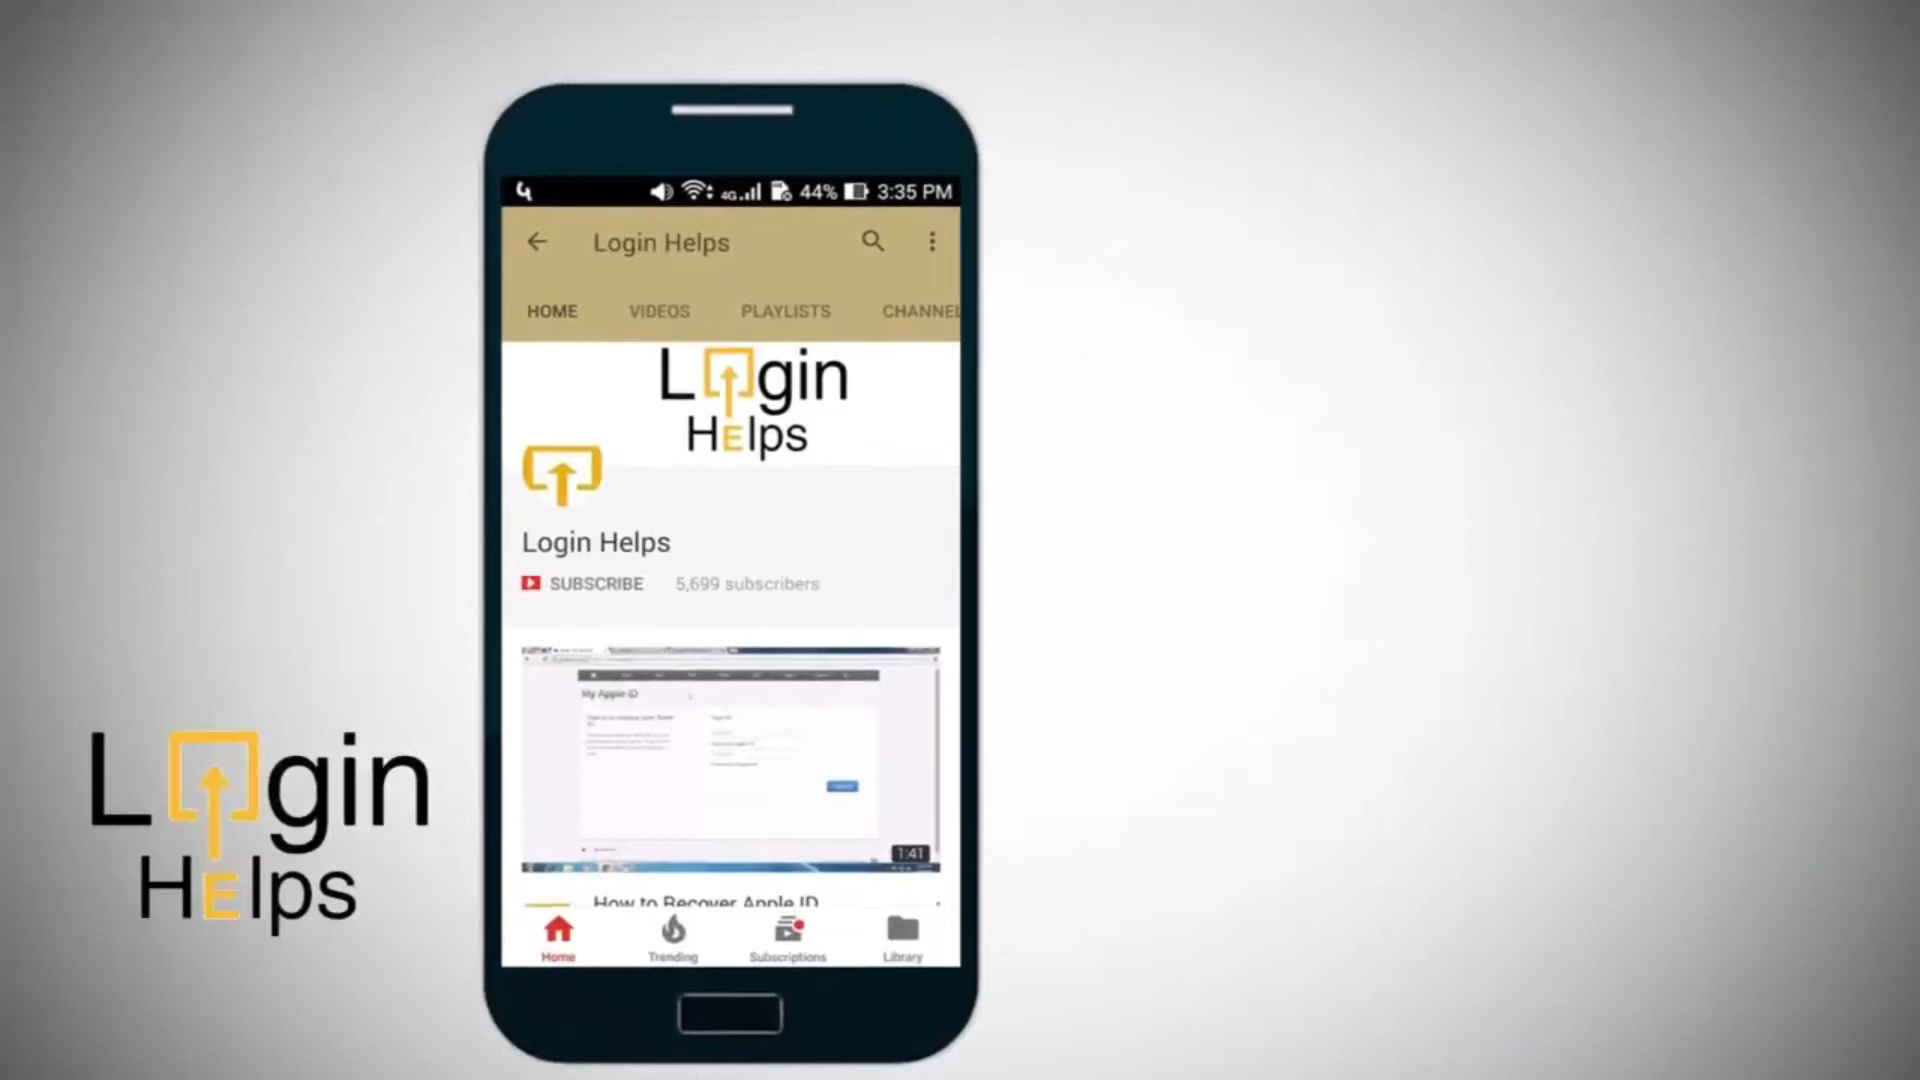 4G 44% 3:35 PM
Login Helps
HOME VIDEOS PLAYLISTS CHANNEL
Login
Helps
Login Helps
SUBSCRIBE 5,699 subscribers
My Apple ID
1:41
How to Recover Apple ID
Home Trending Subscriptions Library
Login
Helps